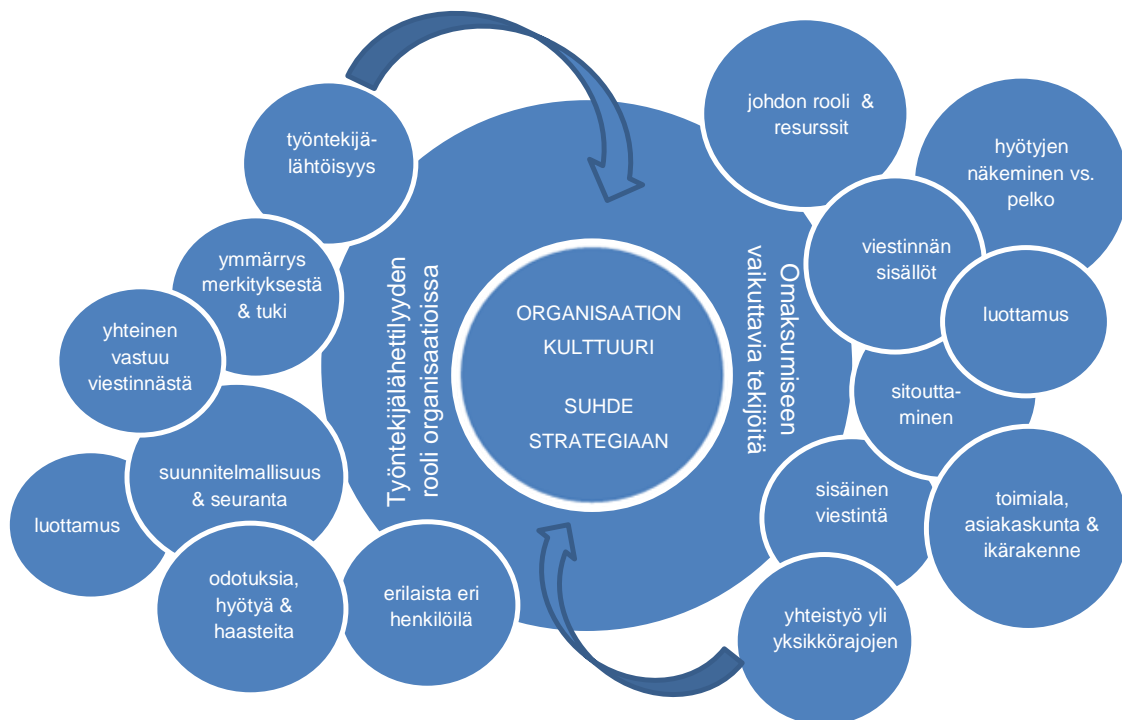 työntekijä-
lähtöisyys
ymmärrys
merkityksestä
& tuki
yhteinen
vastuu
viestinnästä
suunnitelmallisuus
& seuranta
luottamus
odotuksia,
hyötyä &
haasteita
erilaista eri
henkilöilä
Työntekijälähettilyyden
rooli organisaatioissa
ORGANISAATION
KULTTUURI
SUHDE
STRATEGIAAN
Omaksumiseen
vaikuttavia tekijöitä
johdon rooli &
resurssit
hyötyjen
näkeminen vs.
pelko
viestinnän
sisällöt
luottamus
sitoutta-
minen
sisäinen
viestintä
toimiala,
asiakaskunta &
ikärakenne
yhteistyö yli
yksikkörajojen